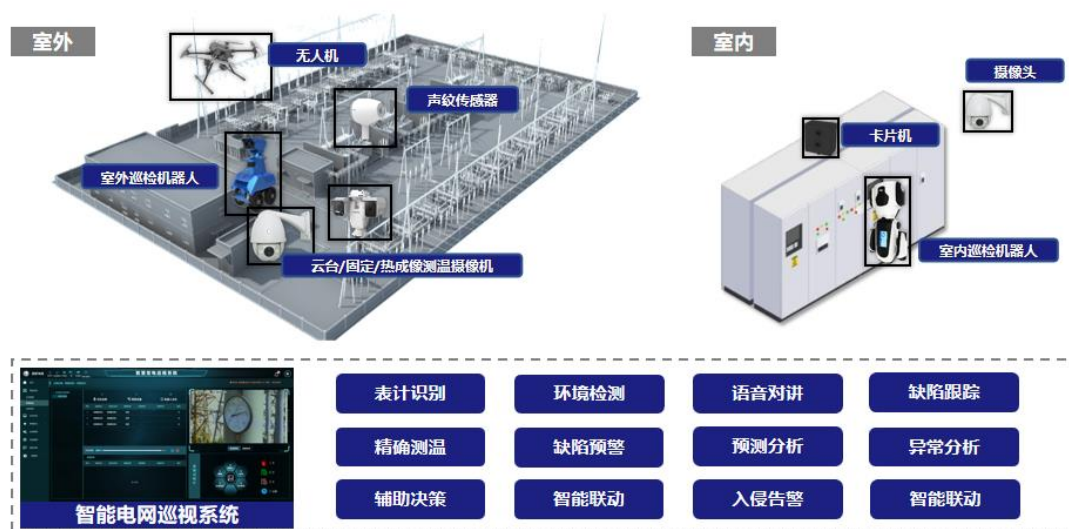 室外
无人机
声纹传感器
室外巡检机器人
云台/固定/热成像测温摄像机
室内
摄像头
卡片机
室内巡检机器人
表计识别 环境检测 语音对讲 缺陷跟踪
精确测温 缺陷预警 预测分析 异常分析
辅助决策 智能联动 入侵告警 智能联动
智能电网巡视系统